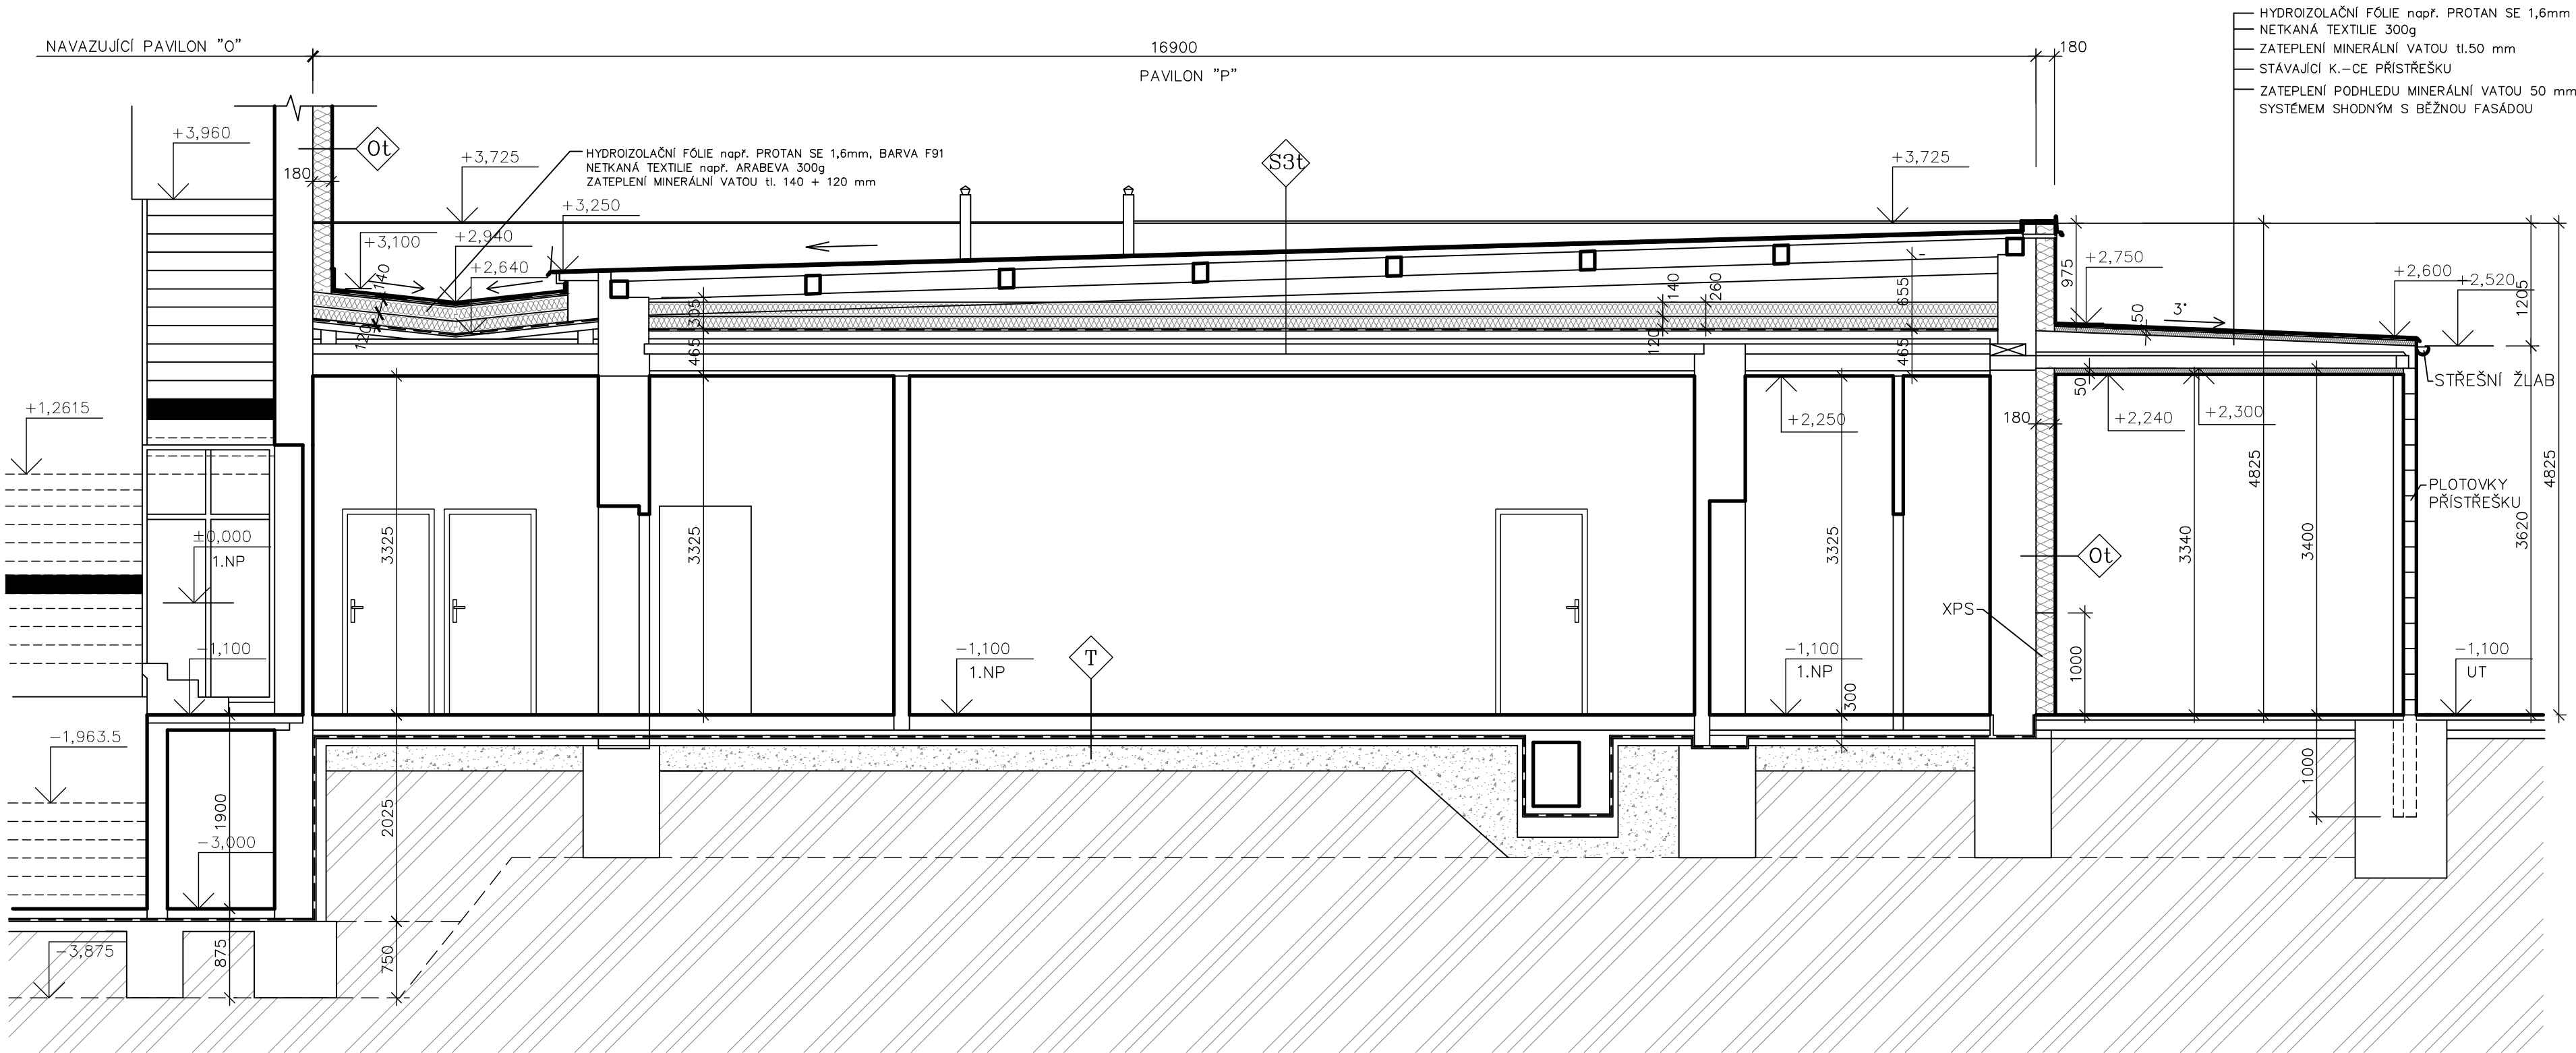 HYDROIZOLAČNÍ FÓLIE např. PROTAN SE 1,6mm
NETKANÁ TEXTILIE 300g
ZATEPLENÍ MINERÁLNÍ VATOU tl.50 mm
STÁVAJÍCÍ K.-CE PŘÍSTŘEŠKU
ZATEPLENÍ PODHLEDU MINERÁLNÍ VATOU 50 mm
SYSTÉMEM SHODNÝM S BĚŽNOU FASÁDOU
NAVAZUJÍCÍ PAVILON "O"
16900
180
PAVILON "P"
+3,960
Ot
180
+3,725
HYDROIZOLAČNÍ FÓLIE např. PROTAN SE 1,6mm, BARVA F91
NETKANÁ TEXTILIE např. ARABEVA 300g
ZATEPLENÍ MINERÁLNÍ VATOU tl. 140 + 120 mm
S3t
+3,725
+3,250
+3,100
+2,940
+2,640
140
120
305
465
140
260
120
655
465
975
+2,750
3°
50
+2,600
+2,520
1205
STŘEŠNÍ ŽLAB
50
+2,240
+2,300
+2,250
180
+1,2615
±0,000
1.NP
-1,100
3325
3325
3325
-1,100
1.NP
T
-1,100
1.NP
300
XPS
Ot
1000
3340
4825
3400
PLOTOVKY
PŘÍSTŘEŠKU
3620
4825
-1,100
UT
1000
-1,963.5
1900
-3,000
2025
-3,875
875
750